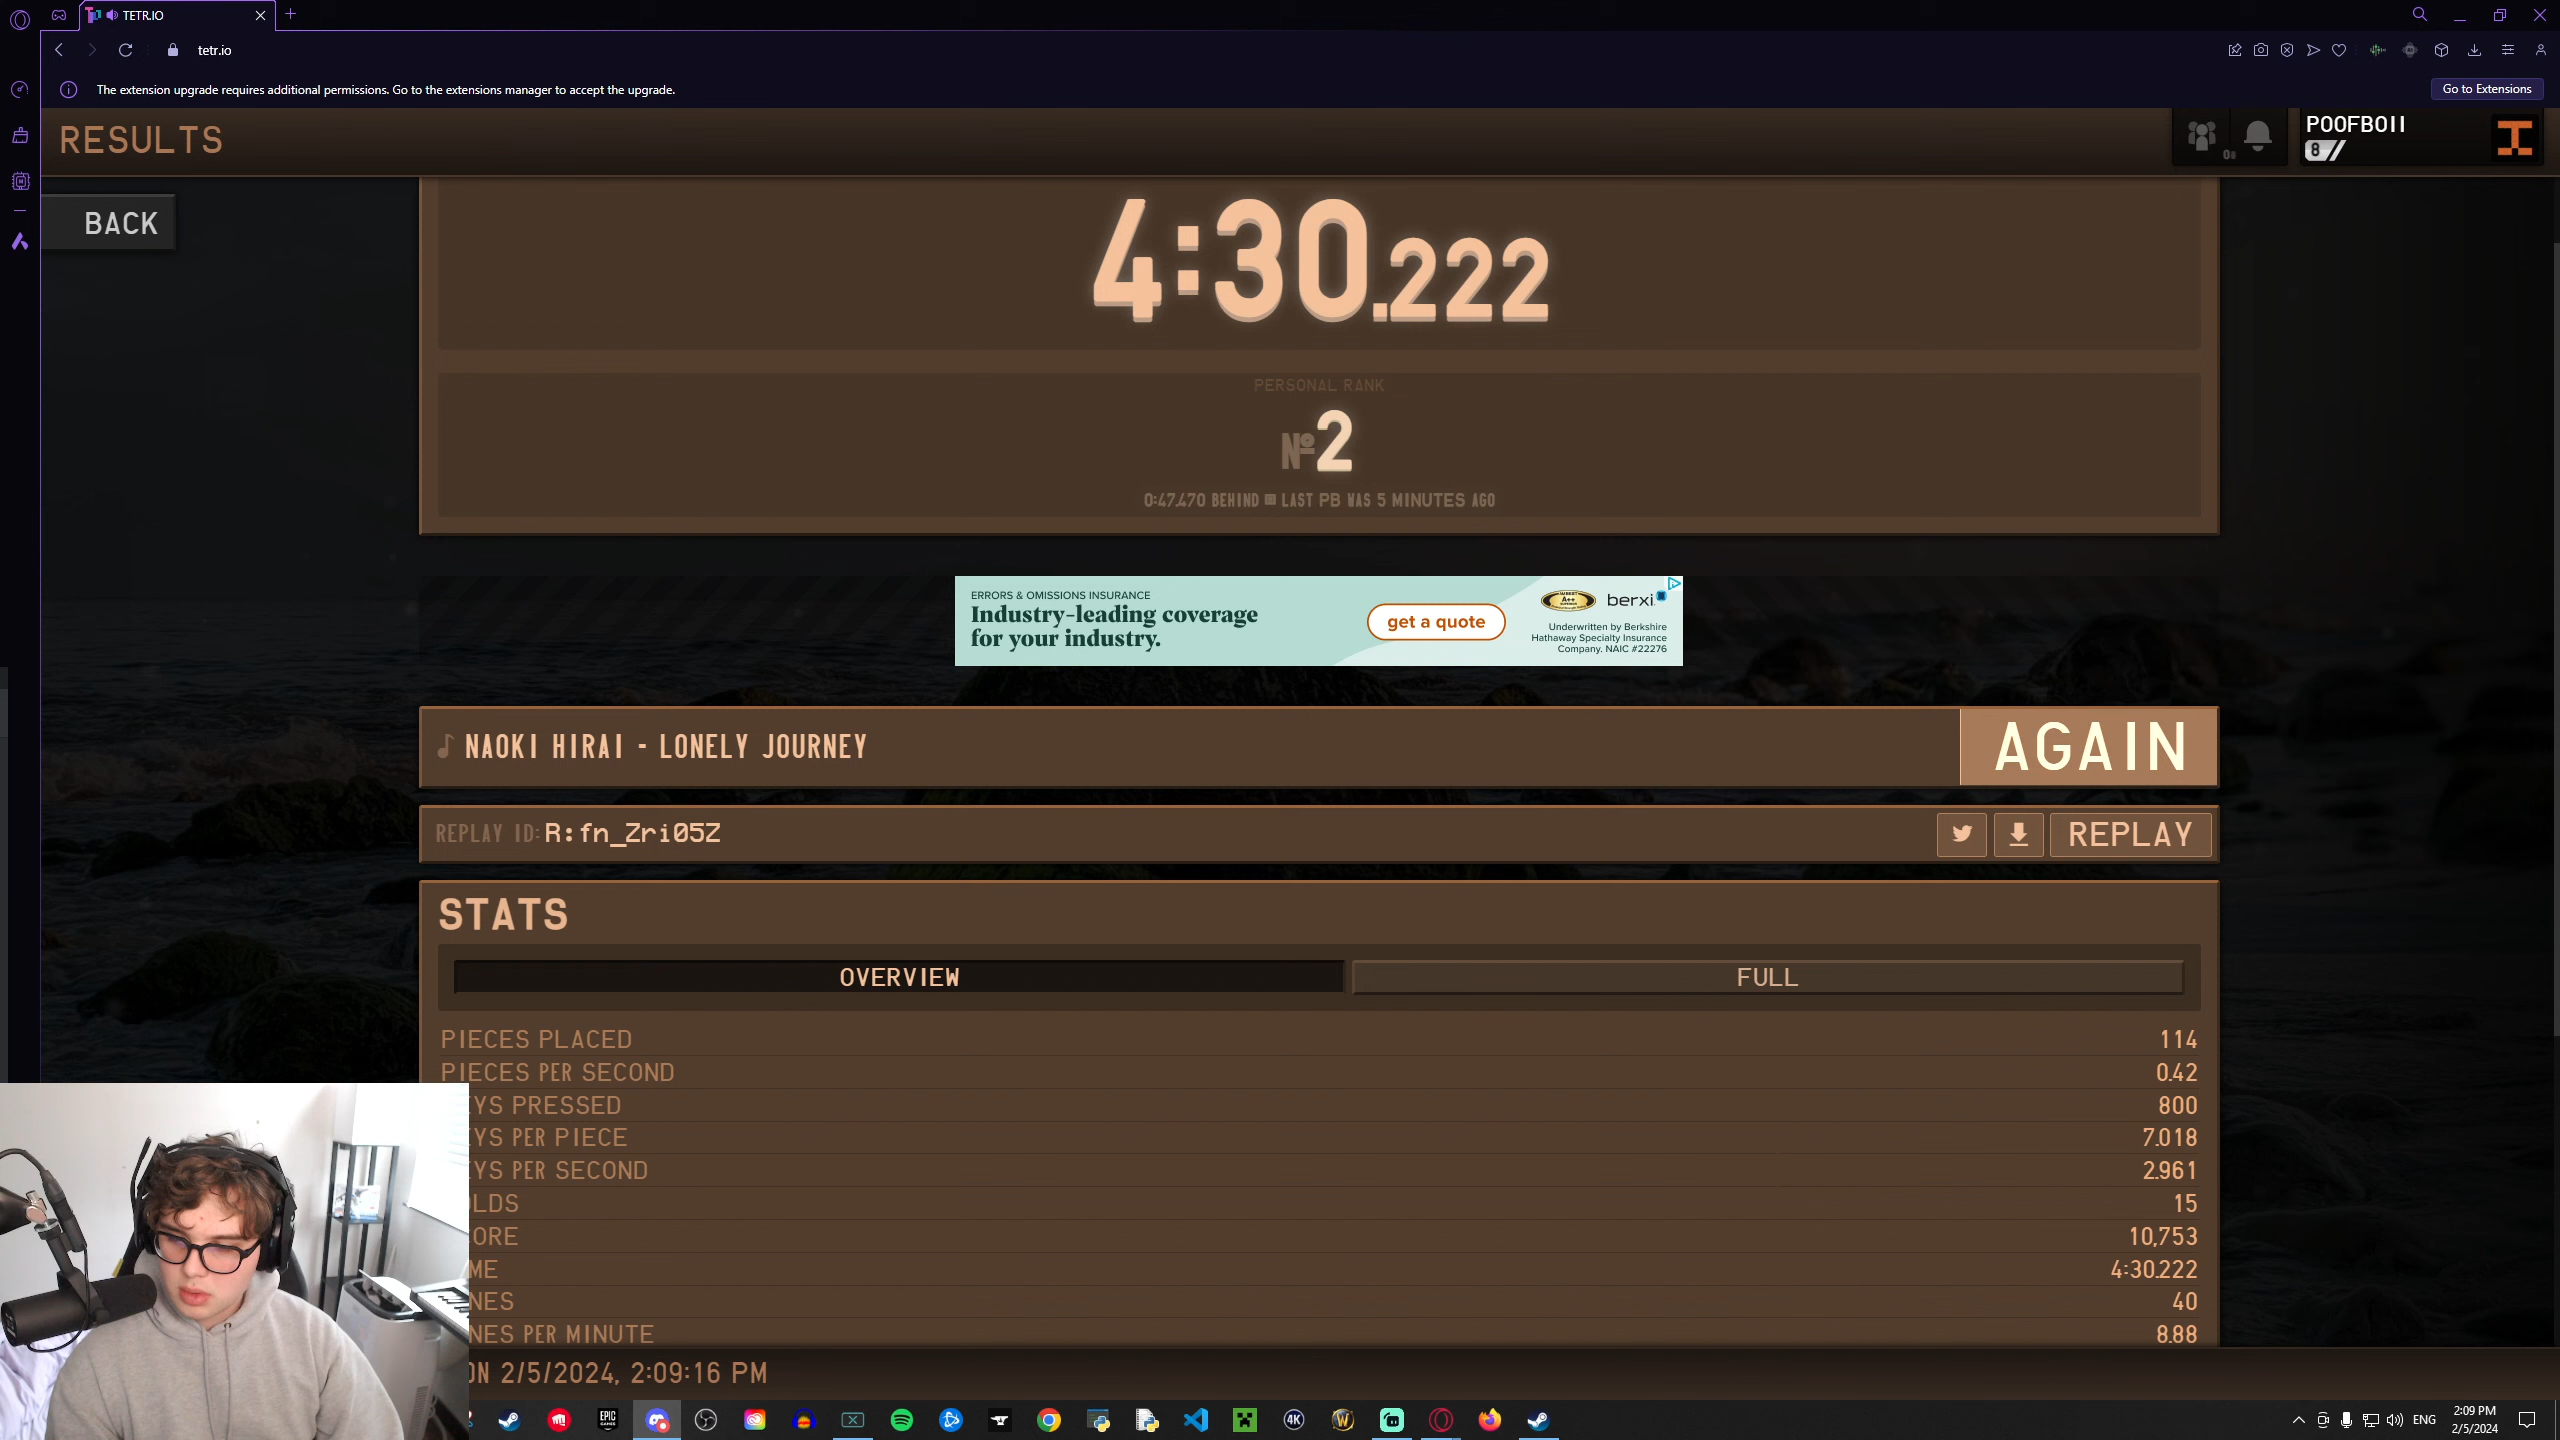 TETR.IO
tetr.io
The extension upgrade requires additional permissions. Go to the extensions manager to accept the upgrade.
Go to Extensions
RESULTS
POOFBOII
8
BACK
4:30.222
PERSONAL RANK
№2
0:47.470 BEHIND ■ LAST PB WAS 5 MINUTES AGO
ERRORS & OMISSIONS INSURANCE
Industry-leading coverage
for your industry.
get a quote
A++
berxi
Underwritten by Berkshire
Hathaway Specialty Insurance
Company. NAIC #22276
NAOKI HIRAI - LONELY JOURNEY
AGAIN
REPLAY ID: R:fn_Zri05Z
REPLAY
STATS
OVERVIEW
FULL
PIECES PLACED 114
PIECES PER SECOND 0.42
YS PRESSED 800
YS PER PIECE 7.018
YS PER SECOND 2.961
LDS 15
ORE 10,753
ME 4:30.222
NES 40
NES PER MINUTE 8.88
ON 2/5/2024, 2:09:16 PM
EPIC GAMES
4K
ENG
2:09 PM
2/5/2024